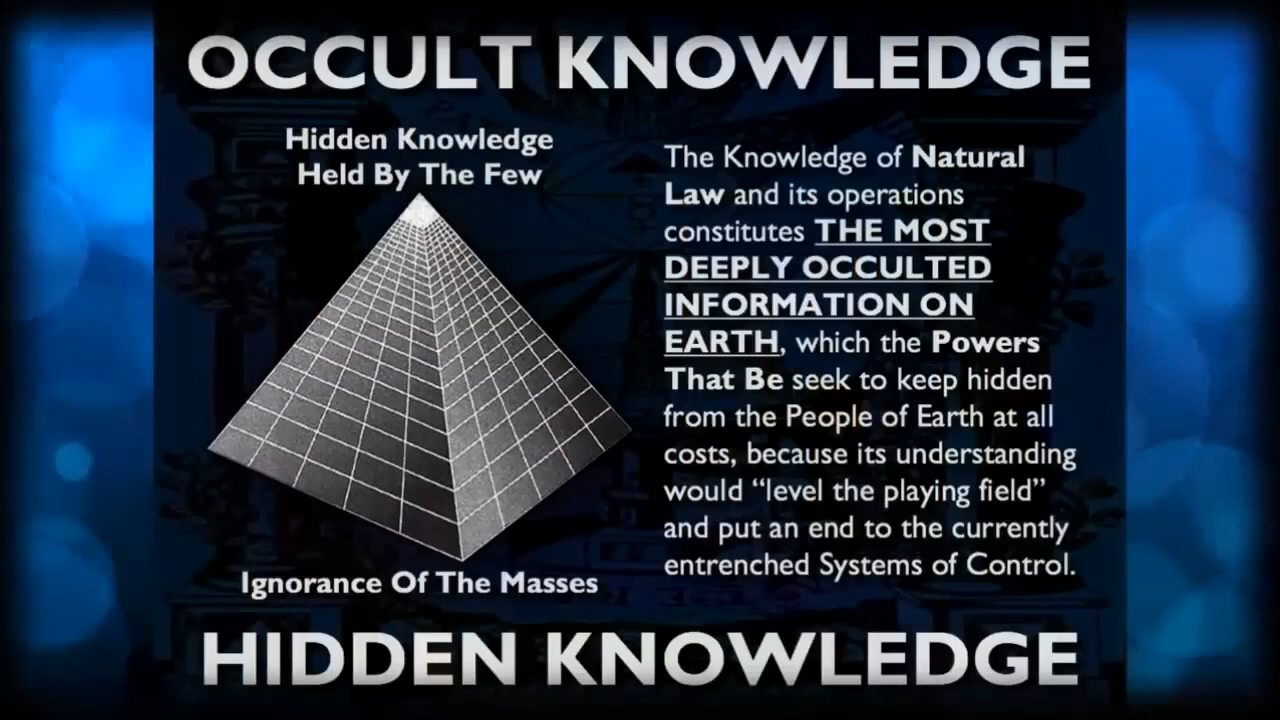 OCCULT KNOWLEDGE
Hidden Knowledge
Held By The Few
Ignorance Of The Masses
The Knowledge of Natural
Law and its operations
constitutes THE MOST
DEEPLY OCCULTED
INFORMATION ON
EARTH, which the Powers
That Be seek to keep hidden
from the People of Earth at all
costs, because its understanding
would “level the playing field”
and put an end to the currently
entrenched Systems of Control.
HIDDEN KNOWLEDGE